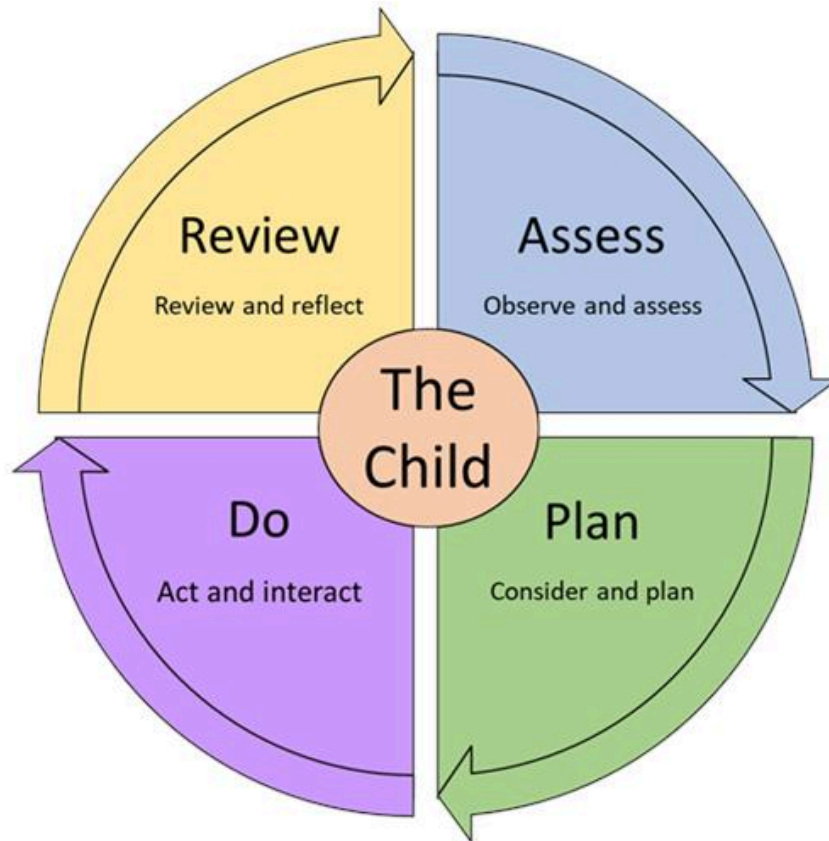 Review
Review and reflect
Assess
Observe and assess
The
Child
Do
Act and interact
Plan
Consider and plan